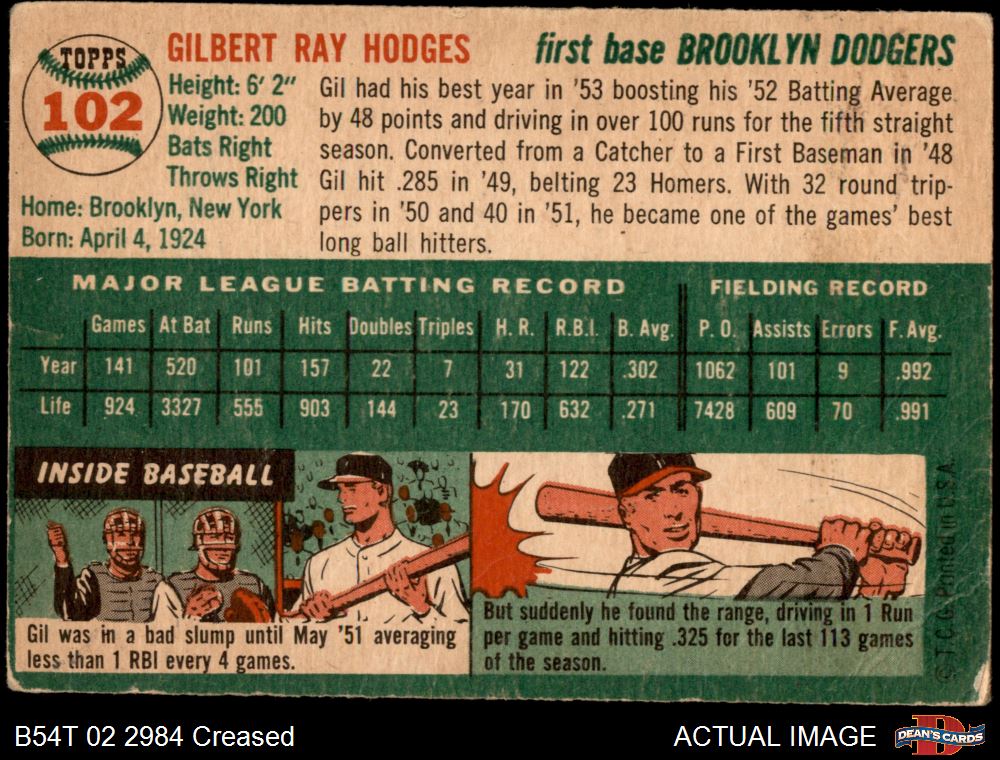 TOPPS
102
GILBERT RAY HODGES
first base BROOKLYN DODGERS
Height: 6' 2"
Weight: 200
Bats Right
Throws Right
Home: Brooklyn, New York
Born: April 4, 1924
Gil had his best year in '53 boosting his '52 Batting Average
by 48 points and driving in over 100 runs for the fifth straight
season. Converted from a Catcher to a First Baseman in '48
Gil hit .285 in '49, belting 23 Homers. With 32 round trip-
pers in '50 and 40 in '51, he became one of the games' best
long ball hitters.
MAJOR LEAGUE BATTING RECORD FIELDING RECORD
Games At Bat Runs Hits Doubles Triples H. R. R.B.I. B. Avg. P. O. Assists Errors F. Avg.
Year 141 520 101 157 22 7 31 122 .302 1062 101 9 .992
Life 924 3327 555 903 144 23 170 632 .271 7428 609 70 .991
INSIDE BASEBALL
Gil was in a bad slump until May '51 averaging
less than 1 RBI every 4 games.
But suddenly he found the range, driving in 1 Run
per game and hitting .325 for the last 113 games
of the season.
© T.C.G. Printed in U.S.A.
B54T 02 2984 Creased
ACTUAL IMAGE
DEAN'S CARDS